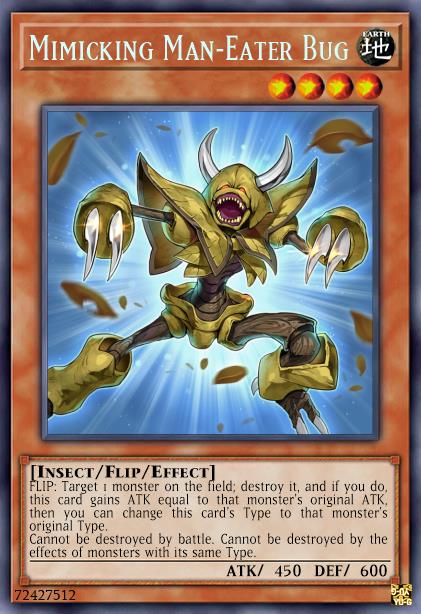 MIMICKING MAN-EATER BUG
EARTH
地
[INSECT/FLIP/EFFECT]
FLIP: Target 1 monster on the field; destroy it, and if you do,
this card gains ATK equal to that monster's original ATK,
then you can change this card's Type to that monster's
original Type.
Cannot be destroyed by battle. Cannot be destroyed by the
effects of monsters with its same Type.
ATK/ 450 DEF/ 600
72427512